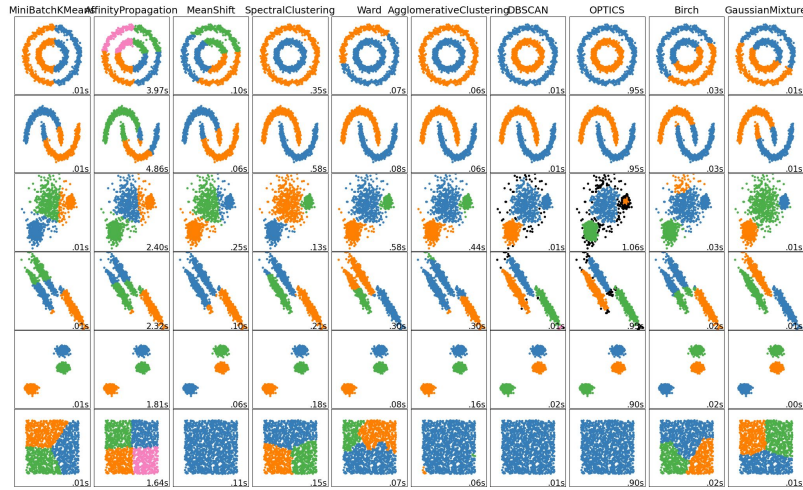 MiniBatchKMeans AffinityPropagation MeanShift SpectralClustering Ward AgglomerativeClustering DBSCAN OPTICS Birch GaussianMixture
.01s 3.97s .10s .35s .07s .06s .01s .95s .02s .01s
.01s 4.86s .06s .58s .08s .06s .01s .95s .03s .01s
.01s 2.40s .25s .13s .58s .44s .01s 1.06s .03s .01s
.01s 2.32s .10s .21s .30s .30s .01s .95s .02s .01s
.01s 1.81s .06s .18s .08s .16s .02s .90s .02s .00s
.01s 1.64s .11s .15s .07s .06s .01s .90s .02s .01s